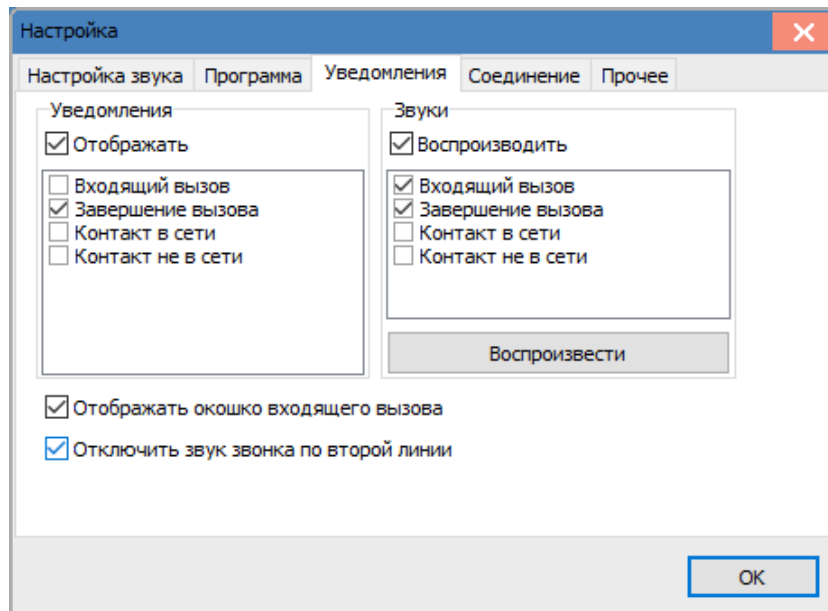 Настройка
Настройка звука Программа Уведомления Соединение Прочее
Уведомления
Отображать
Входящий вызов
Завершение вызова
Контакт в сети
Контакт не в сети
Звуки
Воспроизводить
Входящий вызов
Завершение вызова
Контакт в сети
Контакт не в сети
Воспроизвести
Отображать окошко входящего вызова
Отключить звук звонка по второй линии
ОК